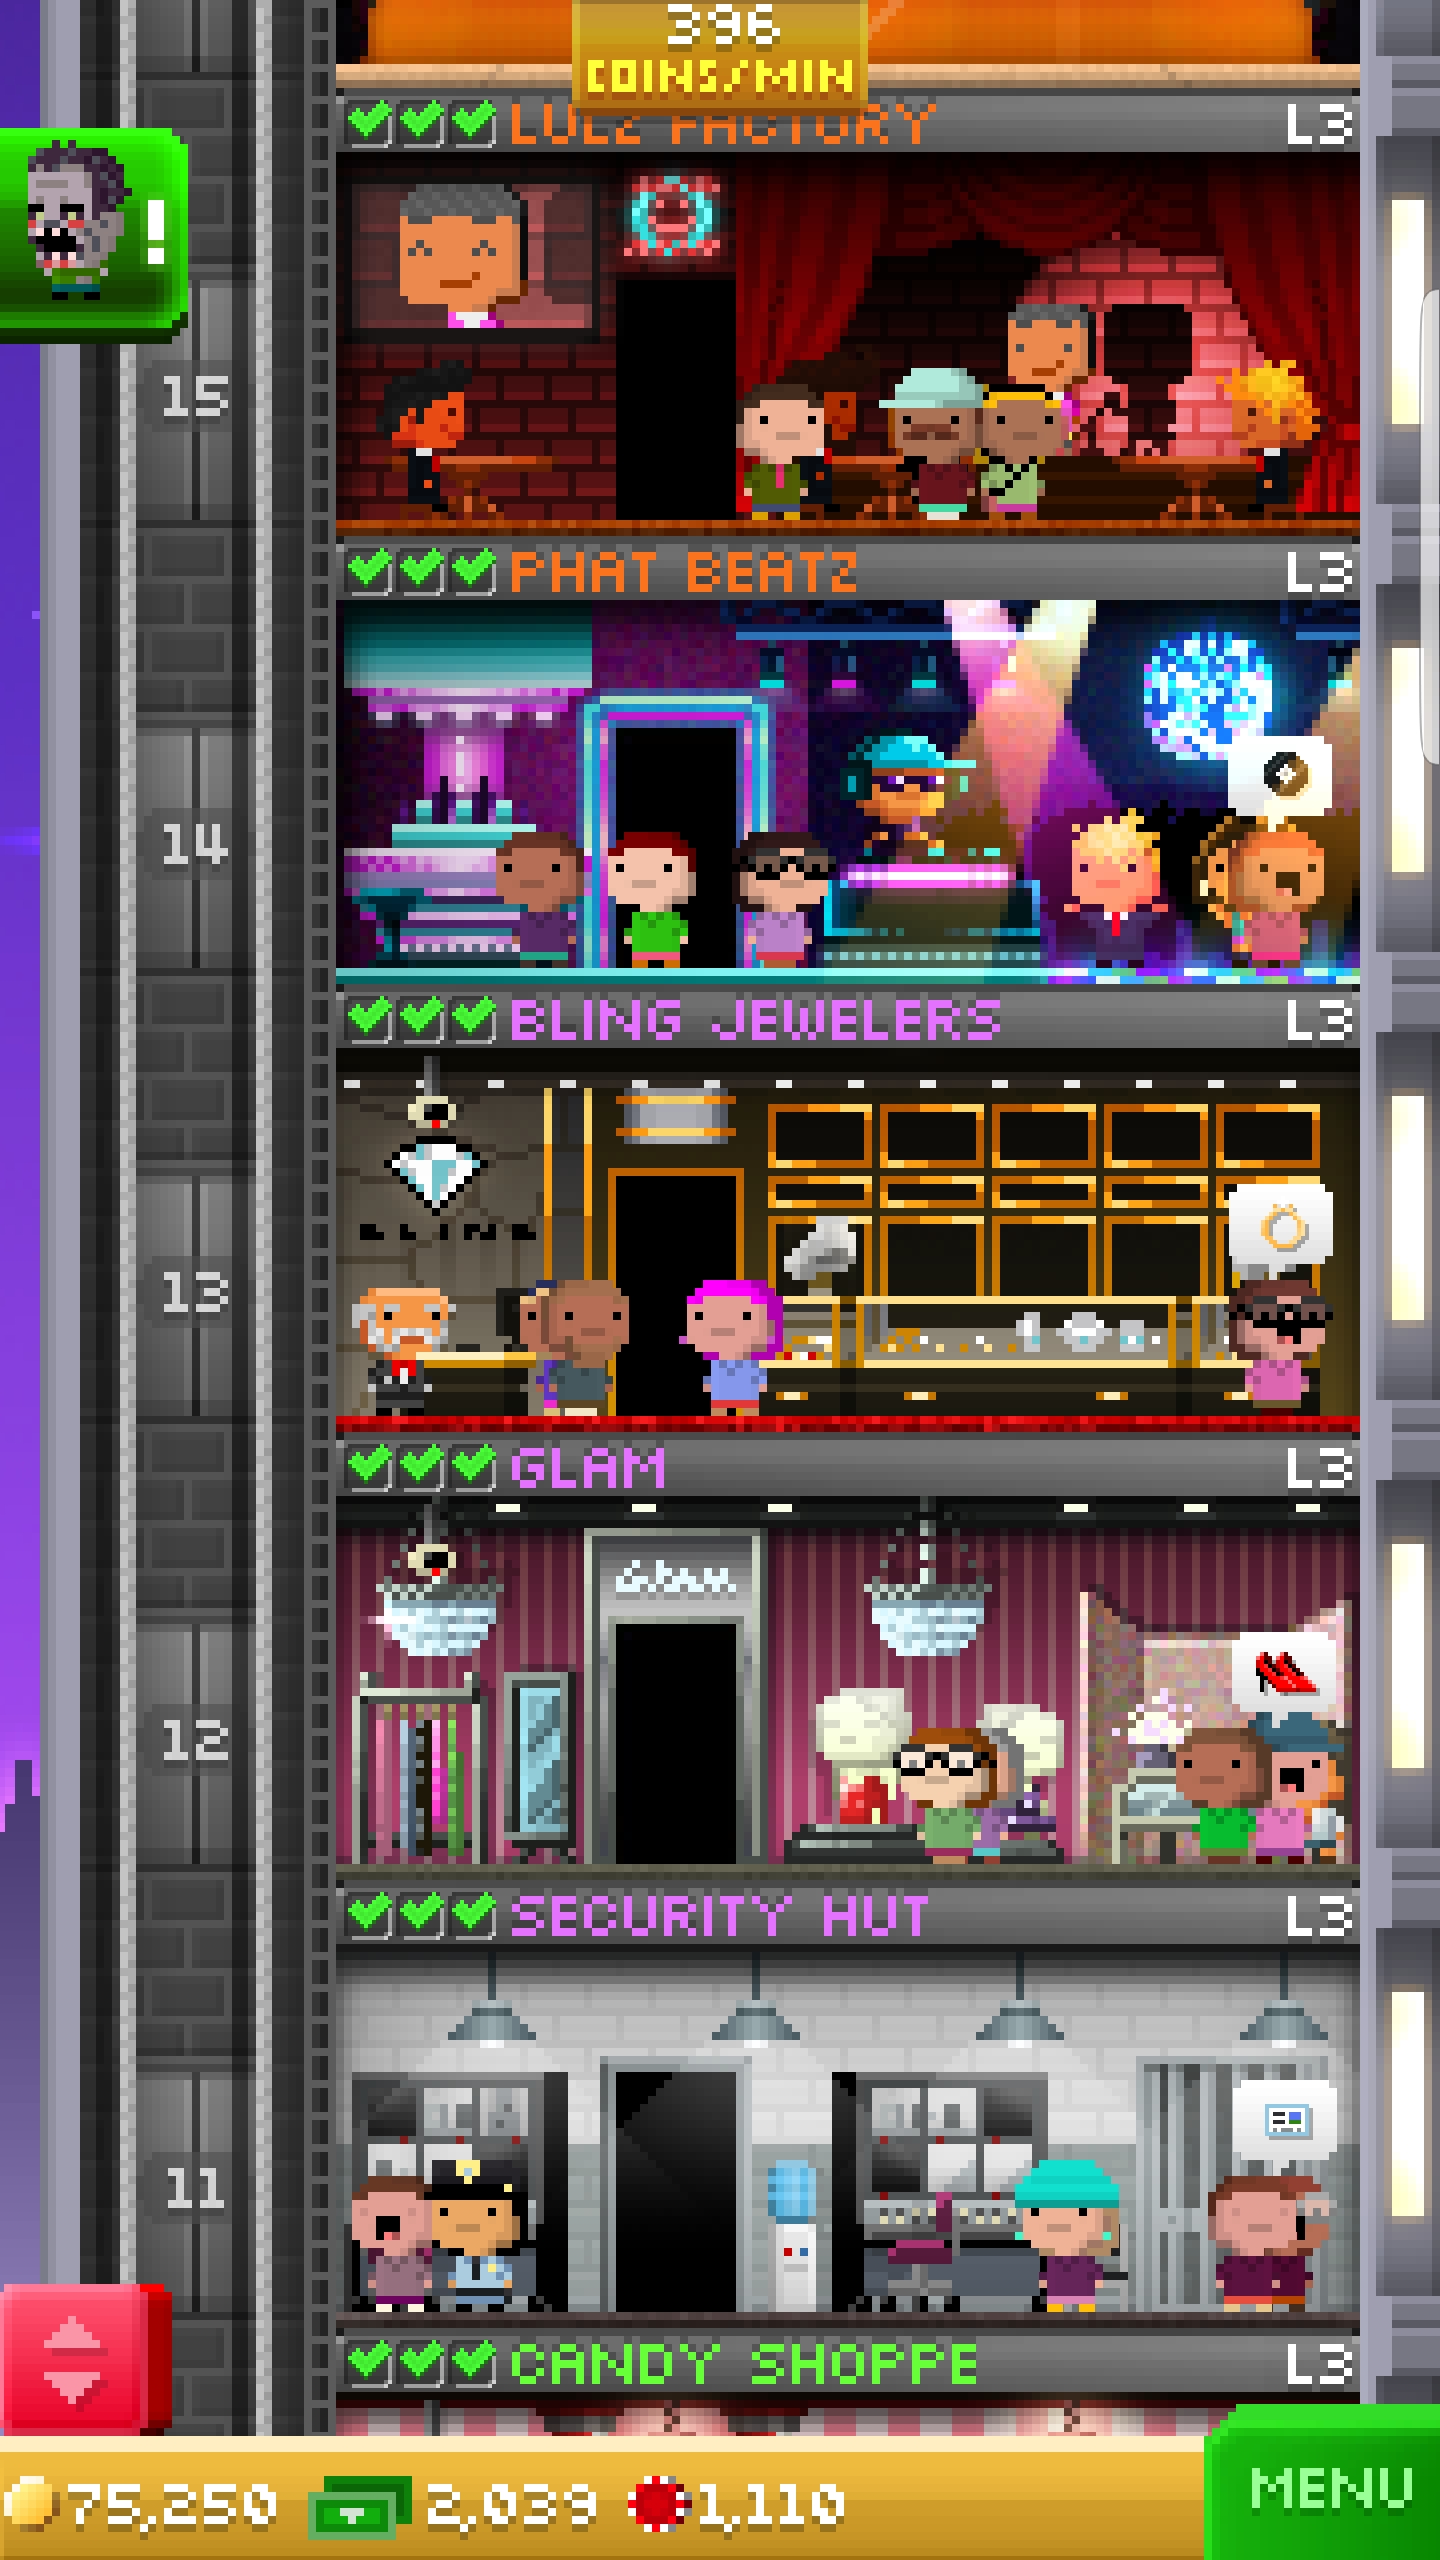 396
COINS/MIN
LULZ FACTORY L3
!
15
PHAT BEATZ L3
14
BLING JEWELERS L3
BLING
13
GLAM L3
Glam
12
SECURITY HUT L3
11
CANDY SHOPPE L3
75,250 2,039 1,110
MENU